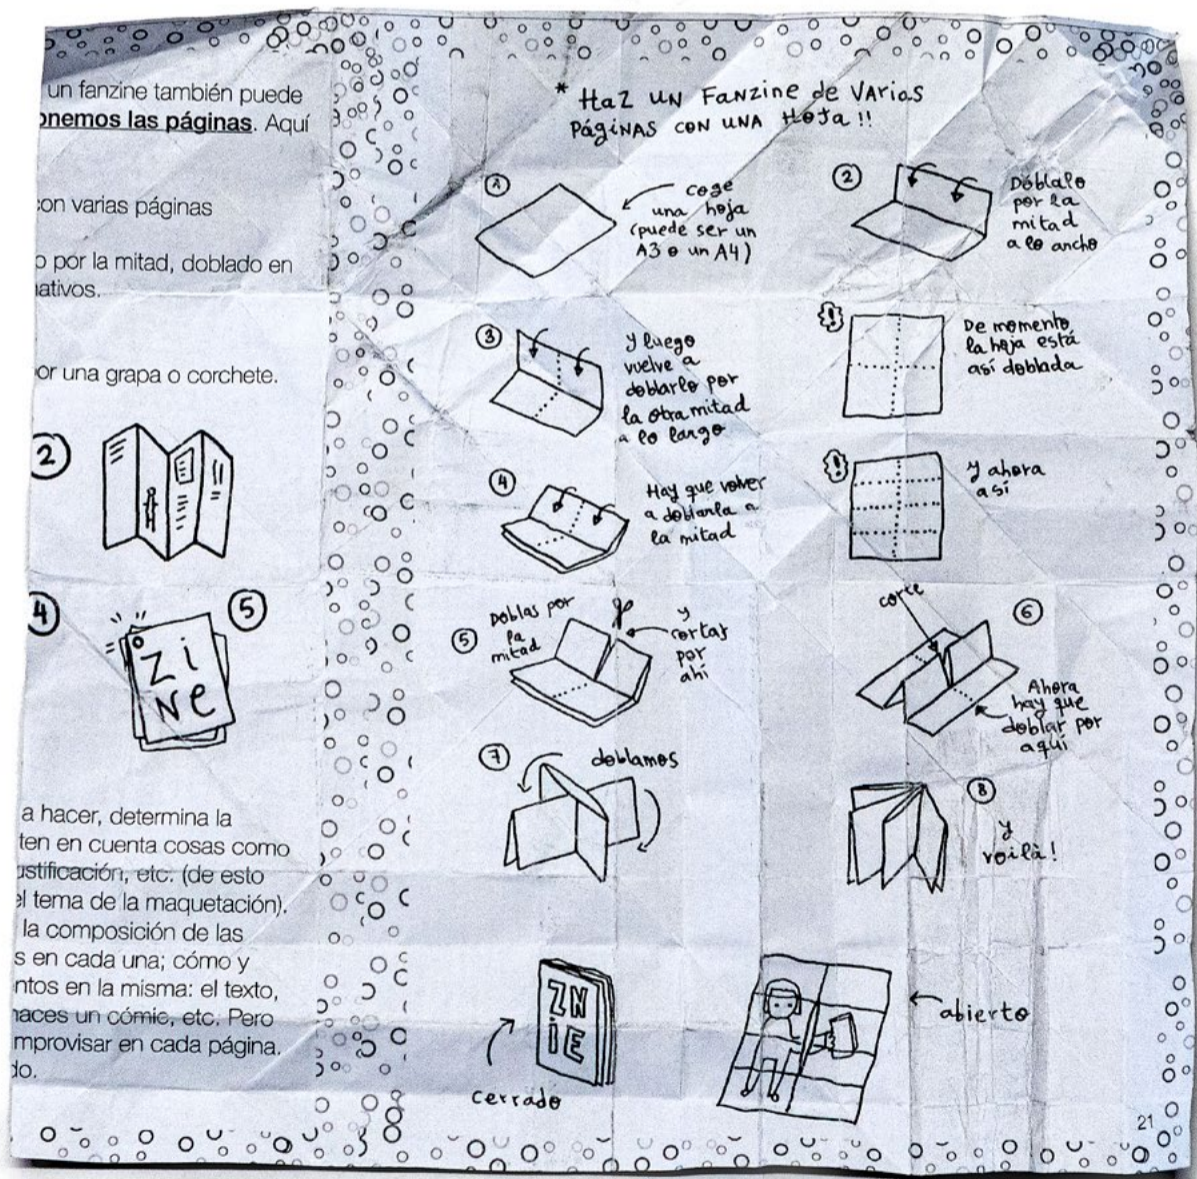 un fanzine también puede
onemos las páginas. Aquí
con varias páginas
o por la mitad, doblado en
nativos.
or una grapa o corchete.
2
4
5
Zi
Ne
a hacer, determina la
ten en cuenta cosas como
ustificación, etc. (de esto
el tema de la maquetación).
la composición de las
s en cada una; cómo y
ntos en la misma: el texto,
haces un cómic, etc. Pero
improvisar en cada página.
do.
* Haz UN Fanzine de Varias
Páginas con una Hoja!!
1
coge
una hoja
(puede ser un
A3 o un A4)
2
Dóblalo
por la
mitad
a lo ancho
3
y luego
vuelve a
doblarlo por
la otra mitad
a lo largo
!
De momento
la hoja está
así doblada
4
Hay que volver
a doblarla a
la mitad
!
y ahora
así
5
Doblas por
la
mitad
y
cortas
por
ahí
6
corte
Ahora
hay que
doblar por
aquí
7
doblamos
8
y
voilà!
ZN
iE
cerrado
abierto
21